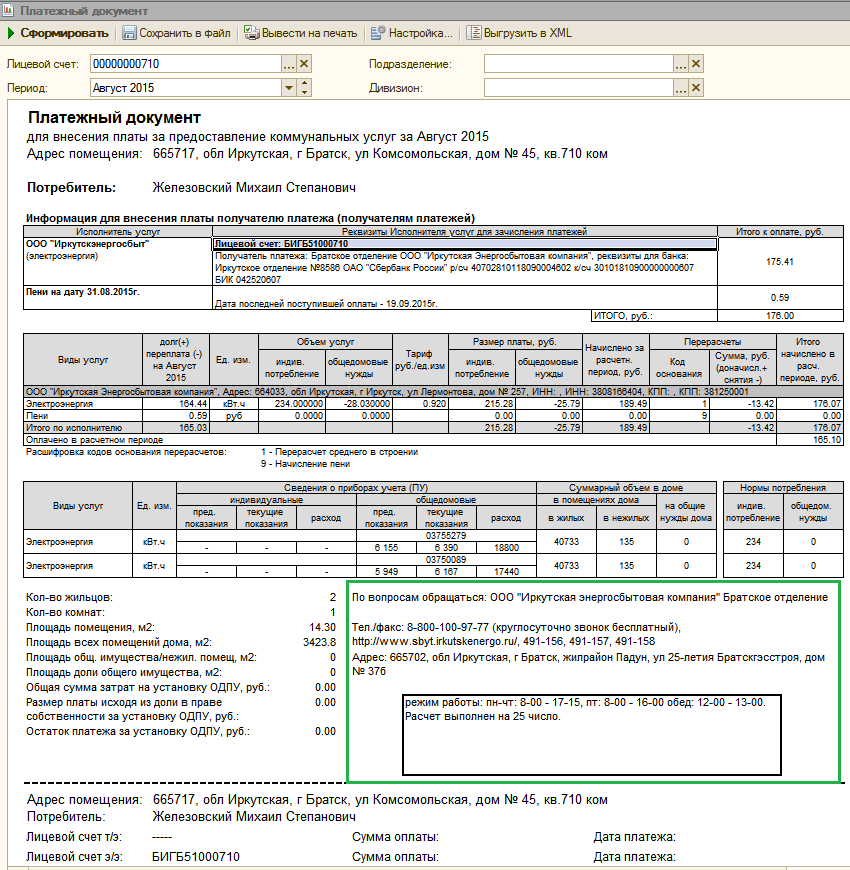 Платежный документ
Сформировать Сохранить в файл Вывести на печать Настройка... Выгрузить в XML
Лицевой счет: 00000000710 ... Подразделение: ...
Период: Август 2015 Дивизион: ...
Платежный документ
для внесения платы за предоставление коммунальных услуг за Август 2015
Адрес помещения: 665717, обл Иркутская, г Братск, ул Комсомольская, дом № 45, кв.710 ком
Потребитель: Железовский Михаил Степанович
Информация для внесения платы получателю платежа (получателям платежей)
Исполнитель услуг Реквизиты Исполнителя услуг для зачисления платежей Итого к оплате, руб.
ООО "Иркутскэнергосбыт" Лицевой счет: БИГБ51000710
(электроэнергия) Получатель платежа: Братское отделение ООО "Иркутская Энергосбытовая компания", реквизиты для банка:
Иркутское отделение №8586 ОАО "Сбербанк России" р/сч 40702810118090004602 к/сч 30101810900000000607 175.41
БИК 042520607
Пени на дату 31.08.2015г.
Дата последней поступившей оплаты - 19.09.2015г. 0.59
ИТОГО, руб.: 176.00
Виды услуг долг(+) переплата (-) на Август 2015 Ед. изм. Объем услуг индив. потребление общедомовые нужды Тариф руб./ед.изм Размер платы, руб. индив. потребление общедомовые нужды Начислено за расчетн. период, руб. Перерасчеты Код основания Сумма, руб. (доначисл.+ снятия -) Итого начислено в расч. периоде, руб.
ООО "Иркутская Энергосбытовая компания", Адрес: 664033, обл Иркутская, г Иркутск, ул Лермонтова, дом № 257, ИНН: , ИНН: 3808166404, КПП: , КПП: 381250001
Электроэнергия 164.44 кВт.ч 234.000000 -28.030000 0.920 215.28 -25.79 189.49 1 -13.42 176.07
Пени 0.59 руб 0.0000 0.0000 0.00 0.00 0.00 9 0.00 0.00
Итого по исполнителю 165.03 215.28 -25.79 189.49 -13.42 176.07
Оплачено в расчетном периоде 165.10
Расшифровка кодов основания перерасчетов: 1 - Перерасчет среднего в строении
9 - Начисление пени
Виды услуг Ед. изм. Сведения о приборах учета (ПУ) индивидуальные пред. показания текущие показания расход общедомовые пред. показания текущие показания расход Суммарный объем в доме в помещениях дома в жилых в нежилых на общие нужды дома Нормы потребления индив. потребление общедом. нужды
Электроэнергия кВт.ч 03755279 40733 135 0 234 0
- - - 6 155 6 390 18800
Электроэнергия кВт.ч 03750089 40733 135 0 234 0
- - - 5 949 6 167 17440
Кол-во жильцов: 2
Кол-во комнат: 1
Площадь помещения, м2: 14.30
Площадь всех помещений дома, м2: 3423.8
Площадь общ. имущества/нежил. помещ, м2: 0
Площадь доли общего имущества, м2: 0
Общая сумма затрат на установку ОДПУ, руб.: 0.00
Размер платы исходя из доли в праве 0.00
собственности за установку ОДПУ, руб.:
Остаток платежа за установку ОДПУ, руб.: 0.00
По вопросам обращаться: ООО "Иркутская энергосбытовая компания" Братское отделение
Тел./факс: 8-800-100-97-77 (круглосуточно звонок бесплатный),
http://www.sbyt.irkutskenergo.ru/, 491-156, 491-157, 491-158
Адрес: 665702, обл Иркутская, г Братск, жилрайон Падун, ул 25-летия Братскгэсстроя, дом
№ 37б
режим работы: пн-чт: 8-00 - 17-15, пт: 8-00 - 16-00 обед: 12-00 - 13-00.
Расчет выполнен на 25 число.
Адрес помещения: 665717, обл Иркутская, г Братск, ул Комсомольская, дом № 45, кв.710 ком
Потребитель: Железовский Михаил Степанович
Лицевой счет т/э: ----- Сумма оплаты: Дата платежа:
Лицевой счет э/э: БИГБ51000710 Сумма оплаты: Дата платежа: